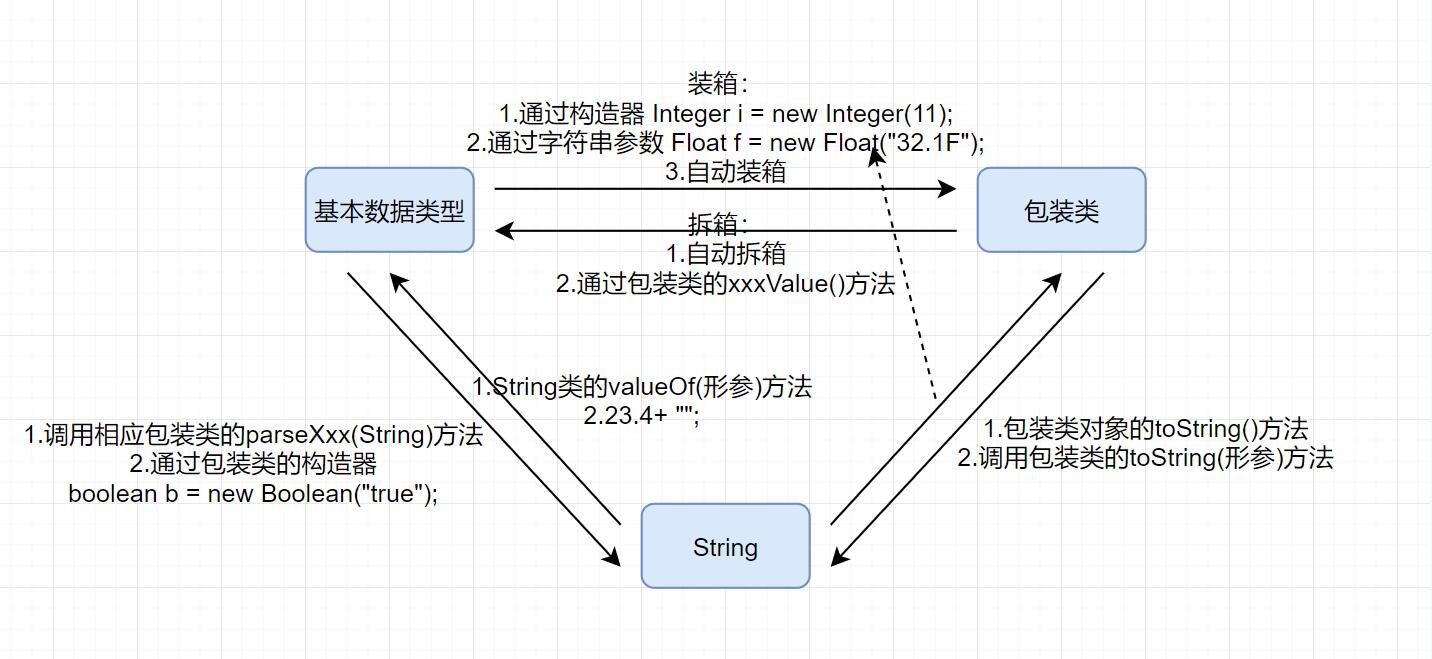 装箱：
1.通过构造器 Integer i = new Integer(11);
2.通过字符串参数 Float f = new Float("32.1F");
3.自动装箱
基本数据类型
包装类
拆箱：
1.自动拆箱
2.通过包装类的xxxValue()方法
1.String类的valueOf(形参)方法
2.23.4+ "";
1.调用相应包装类的parseXxx(String)方法
2.通过包装类的构造器
boolean b = new Boolean("true");
1.包装类对象的toString()方法
2.调用包装类的toString(形参)方法
String